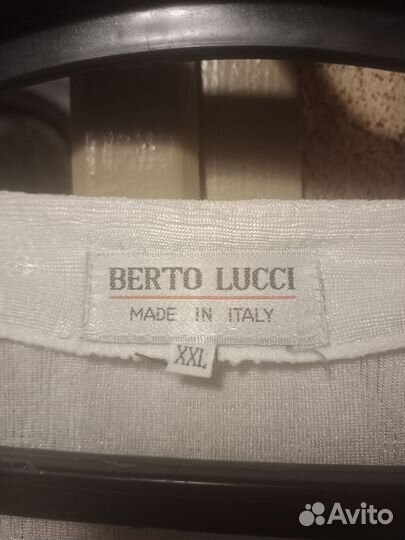 BERTO LUCCI
MADE IN ITALY
XXL
Avito